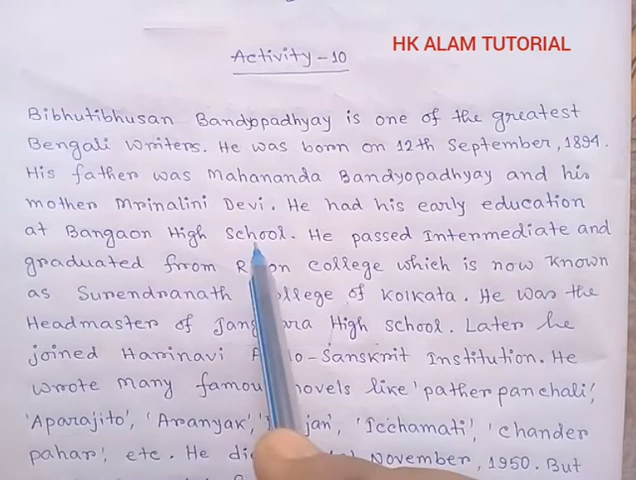 HK ALAM TUTORIAL
Activity - 10
Bibhutibhusan Bandyopadhyay is one of the greatest
Bengali writers. He was born on 12th September, 1894.
His father was Mahananda Bandyopadhyay and his
mother Mrinalini Devi. He had his early education
at Bangaon High School. He passed Intermediate and
graduated from college which is now known
as Surendranath of Kolkata. He was the
Headmaster of High school. Later he
joined Harinavi - Sanskrit Institution. He
wrote many novels like 'pather panchali',
'Aparajito', 'Aranyak', 'Icchamati', 'chander
pahar', etc. He November, 1950. But